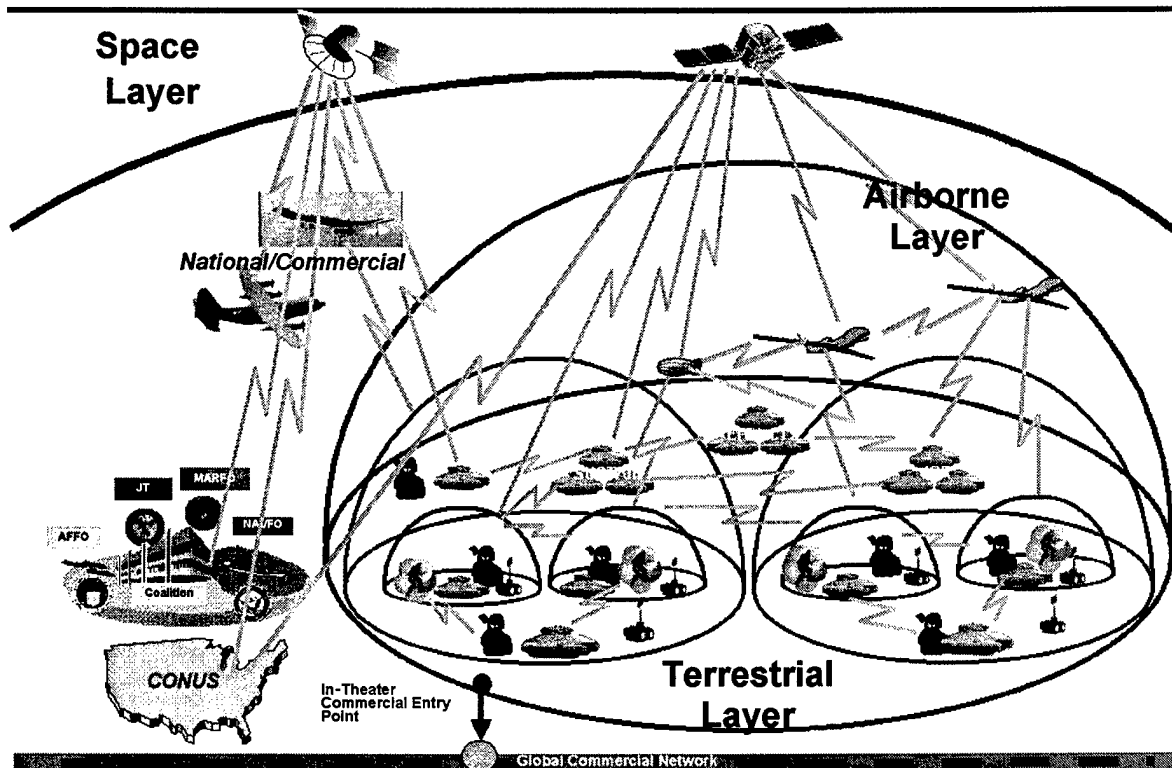 Space
Layer
Airborne
Layer
National/Commercial
JT
MARFO
NAVFO
AFFO
Coalition
CONUS
In-Theater
Commercial Entry
Point
Terrestrial
Layer
Global Commercial Network